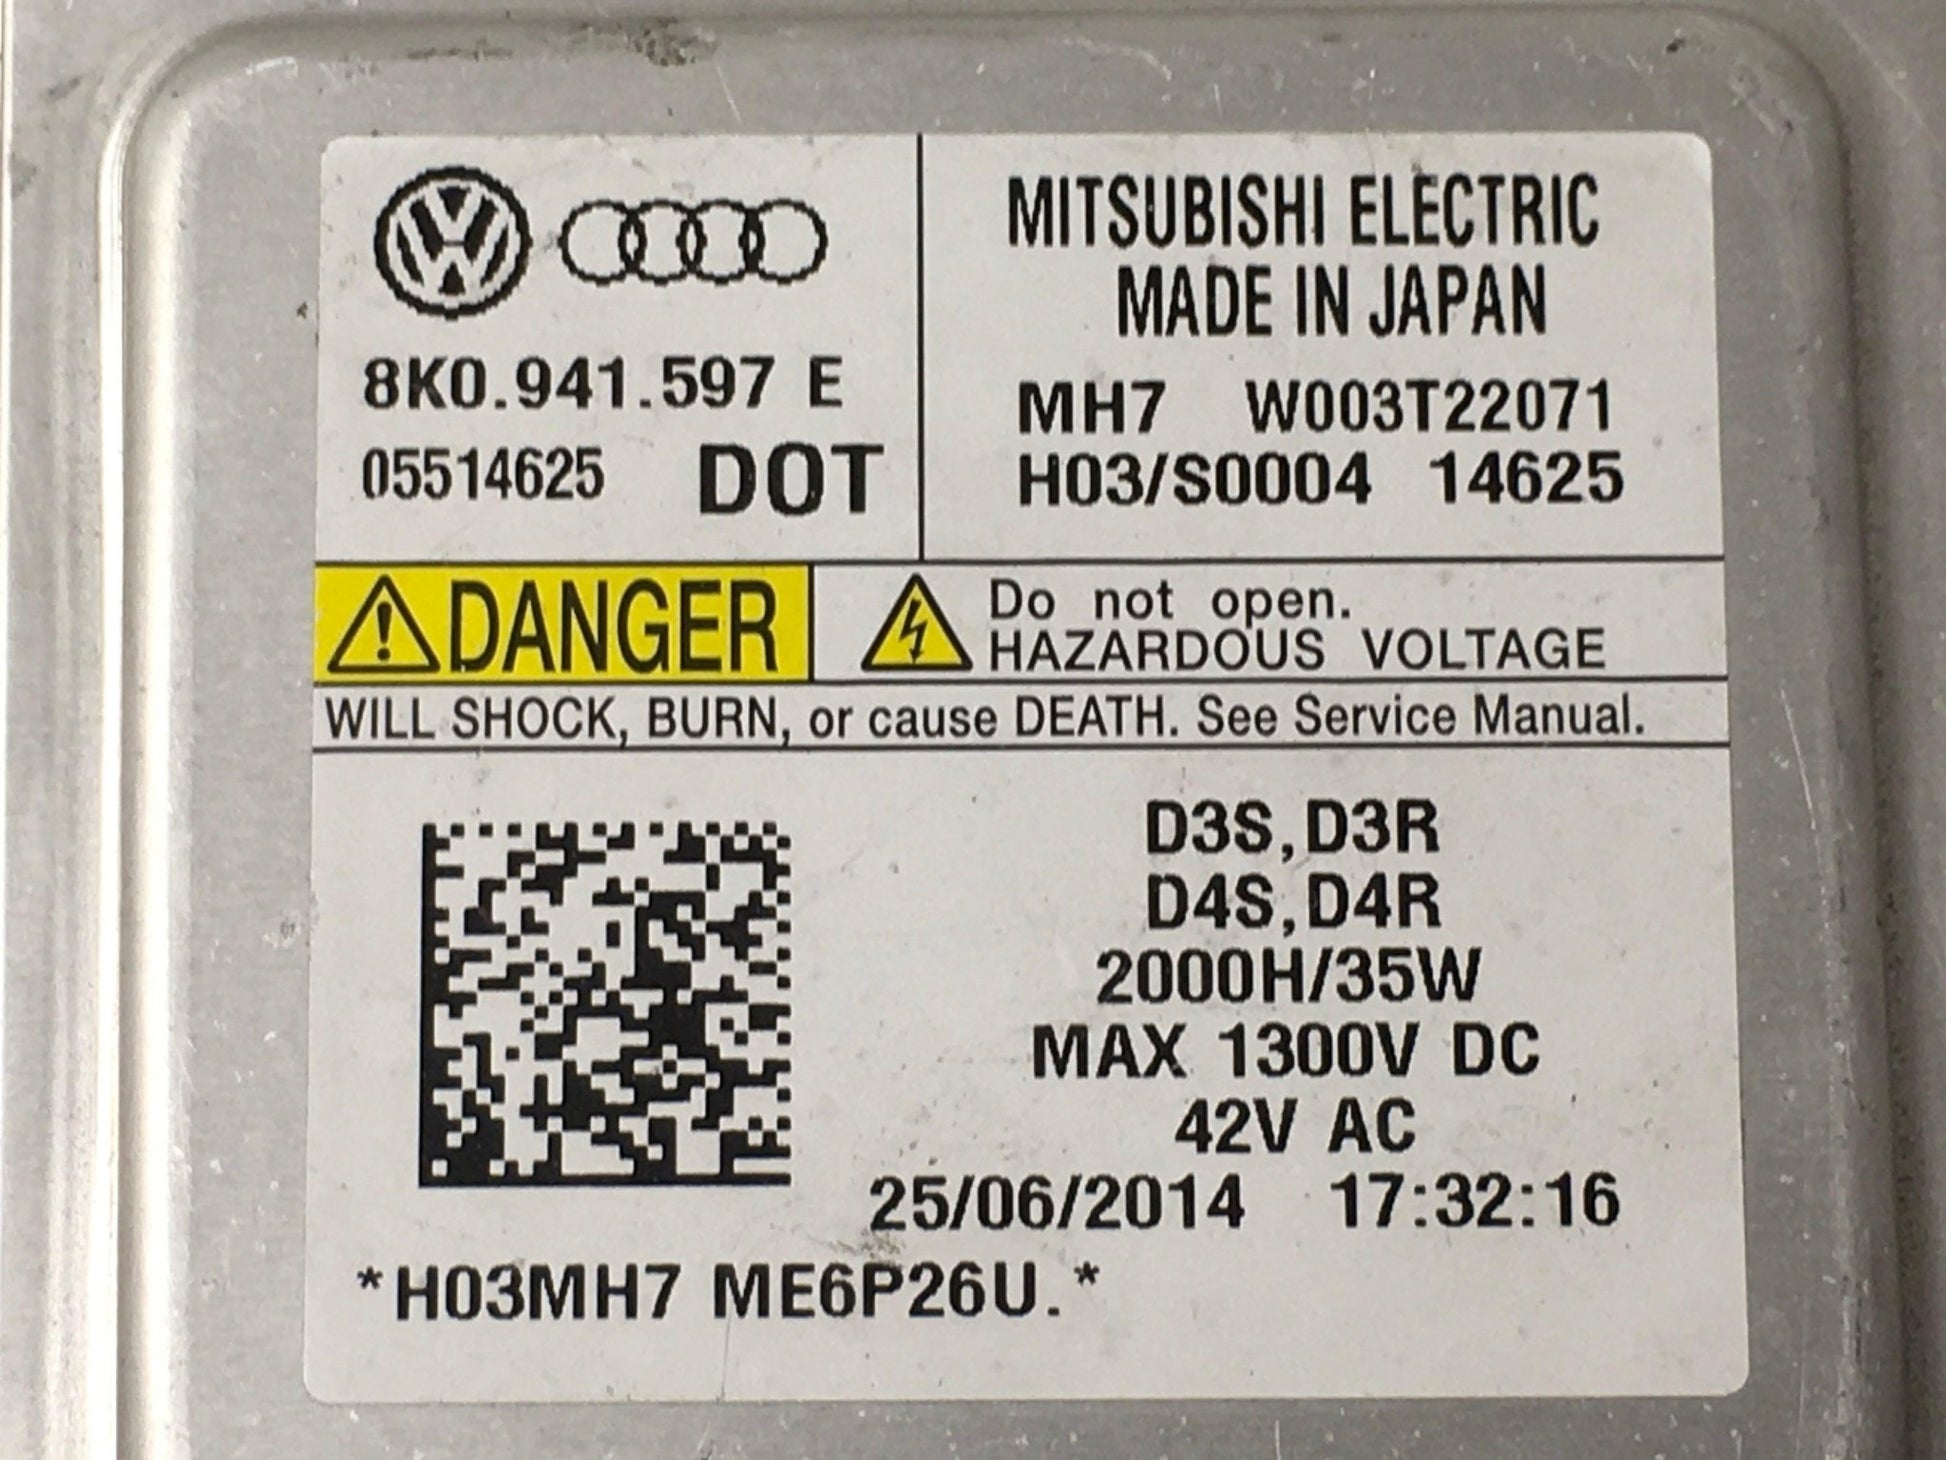 8K0.941.597 E
05514625 DOT
MITSUBISHI ELECTRIC
MADE IN JAPAN
MH7 W003T22071
H03/S0004 14625
DANGER
Do not open.
HAZARDOUS VOLTAGE
WILL SHOCK, BURN, or cause DEATH. See Service Manual.
D3S,D3R
D4S,D4R
2000H/35W
MAX 1300V DC
42V AC
25/06/2014 17:32:16
*H03MH7 ME6P26U.*